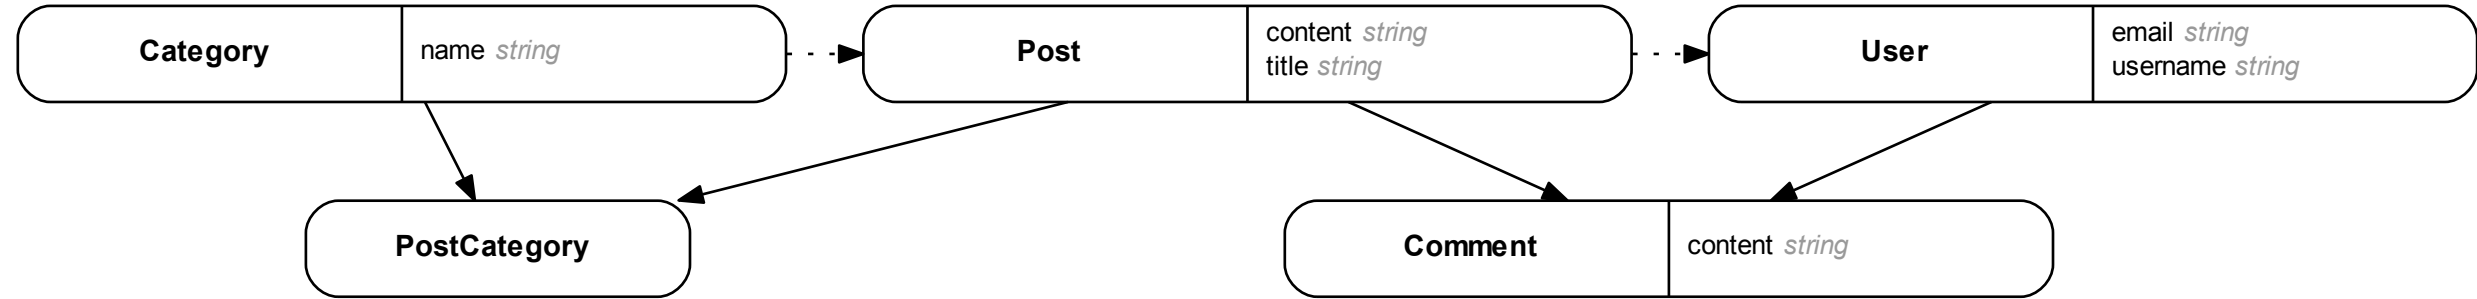 Category
name string
Post
content string
title string
User
email string
username string
PostCategory
Comment
content string